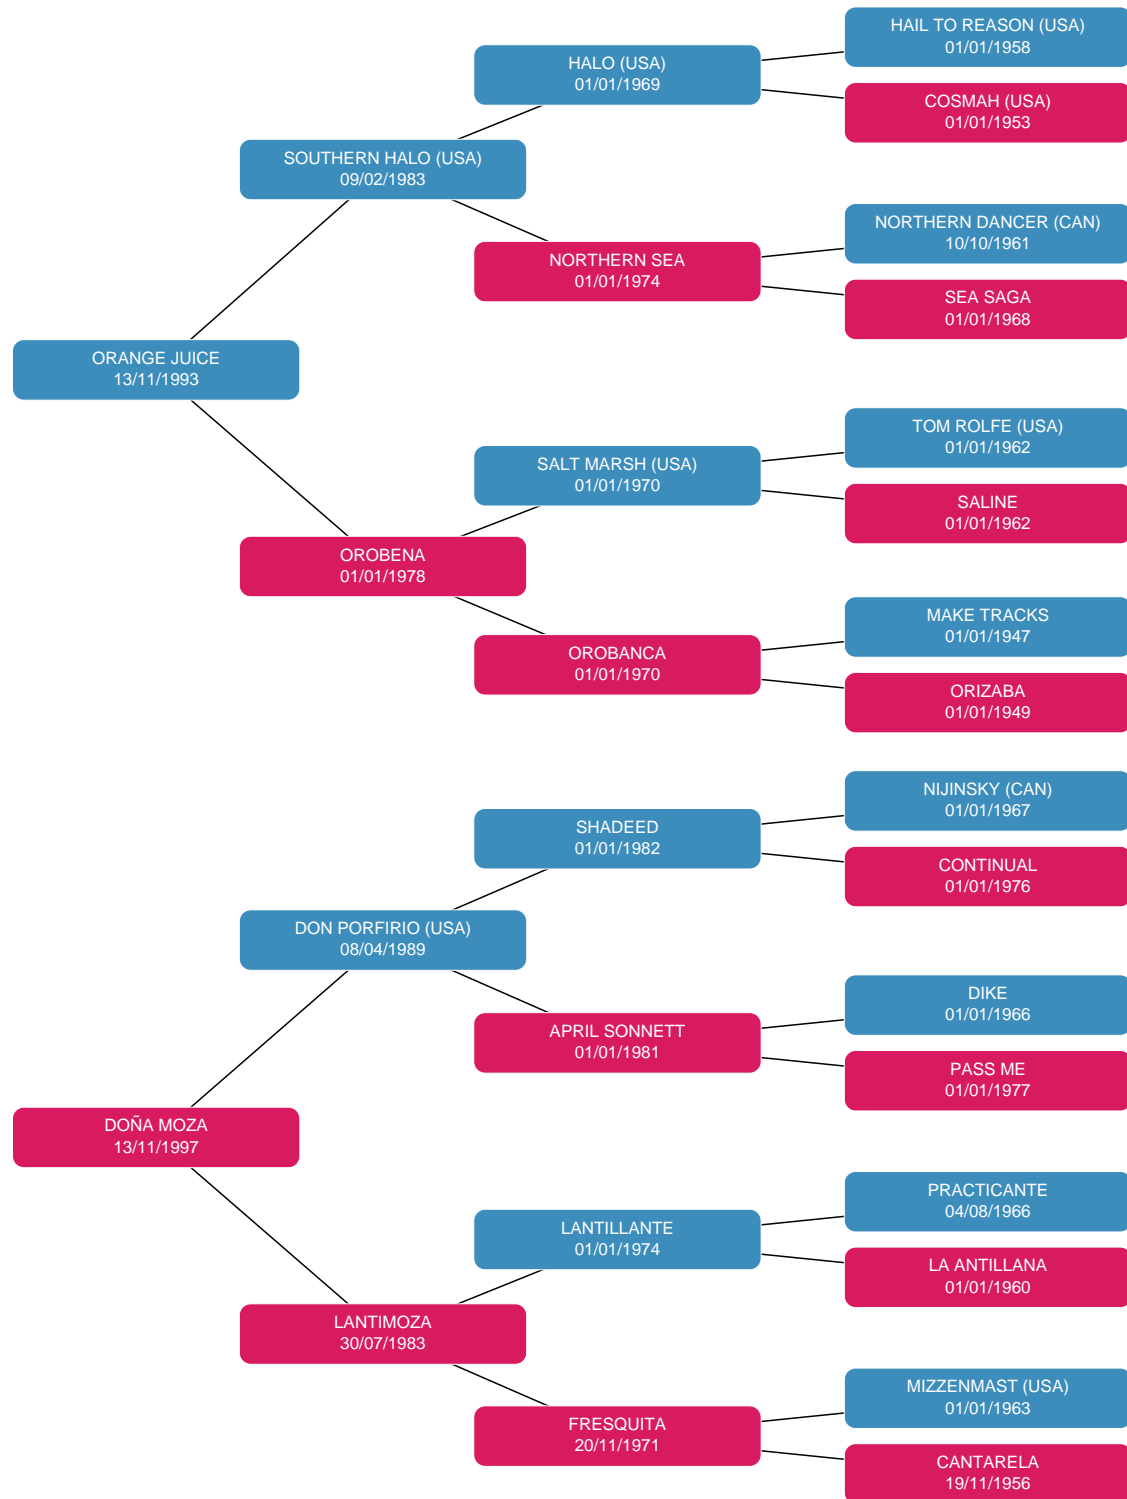 HAIL TO REASON (USA)
01/01/1958
HALO (USA)
01/01/1969
COSMAH (USA)
01/01/1953
SOUTHERN HALO (USA)
09/02/1983
NORTHERN DANCER (CAN)
10/10/1961
NORTHERN SEA
01/01/1974
SEA SAGA
01/01/1968
ORANGE JUICE
13/11/1993
TOM ROLFE (USA)
01/01/1962
SALT MARSH (USA)
01/01/1970
SALINE
01/01/1962
OROBENA
01/01/1978
MAKE TRACKS
01/01/1947
OROBANCA
01/01/1970
ORIZABA
01/01/1949
NIJINSKY (CAN)
01/01/1967
SHADEED
01/01/1982
CONTINUAL
01/01/1976
DON PORFIRIO (USA)
08/04/1989
DIKE
01/01/1966
APRIL SONNETT
01/01/1981
PASS ME
01/01/1977
DOÑA MOZA
13/11/1997
PRACTICANTE
04/08/1966
LANTILLANTE
01/01/1974
LA ANTILLANA
01/01/1960
LANTIMOZA
30/07/1983
MIZZENMAST (USA)
01/01/1963
FRESQUITA
20/11/1971
CANTARELA
19/11/1956